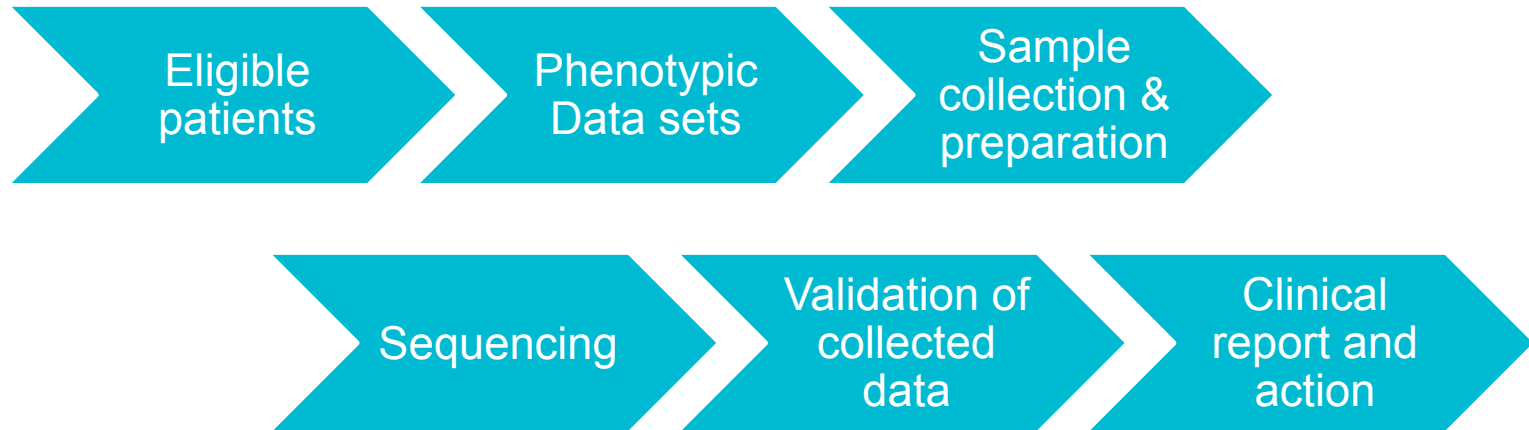 Eligible
patients
Phenotypic
Data sets
Sample
collection &
preparation
Sequencing
Validation of
collected
data
Clinical
report and
action